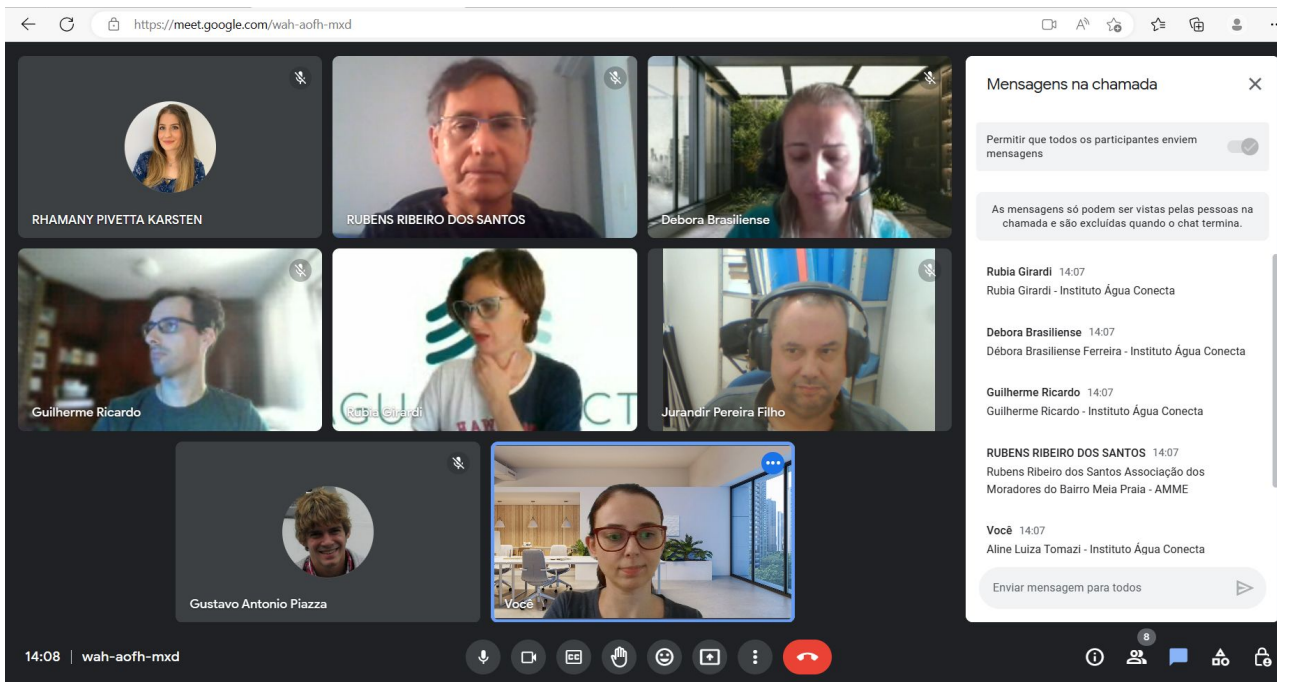 https://meet.google.com/wah-aofh-mxd
RHAMANY PIVETTA KARSTEN
RUBENS RIBEIRO DOS SANTOS
Debora Brasiliense
Guilherme Ricardo
Rubia Girardi
GU
CT
HAW
Jurandir Pereira Filho
Gustavo Antonio Piazza
Você
Mensagens na chamada
Permitir que todos os participantes enviem
mensagens
As mensagens só podem ser vistas pelas pessoas na
chamada e são excluídas quando o chat termina.
Rubia Girardi 14:07
Rubia Girardi - Instituto Água Conecta
Debora Brasiliense 14:07
Débora Brasiliense Ferreira - Instituto Água Conecta
Guilherme Ricardo 14:07
Guilherme Ricardo - Instituto Água Conecta
RUBENS RIBEIRO DOS SANTOS 14:07
Rubens Ribeiro dos Santos Associação dos
Moradores do Bairro Meia Praia - AMME
Você 14:07
Aline Luiza Tomazi - Instituto Água Conecta
Enviar mensagem para todos
14:08 | wah-aofh-mxd
CC
8